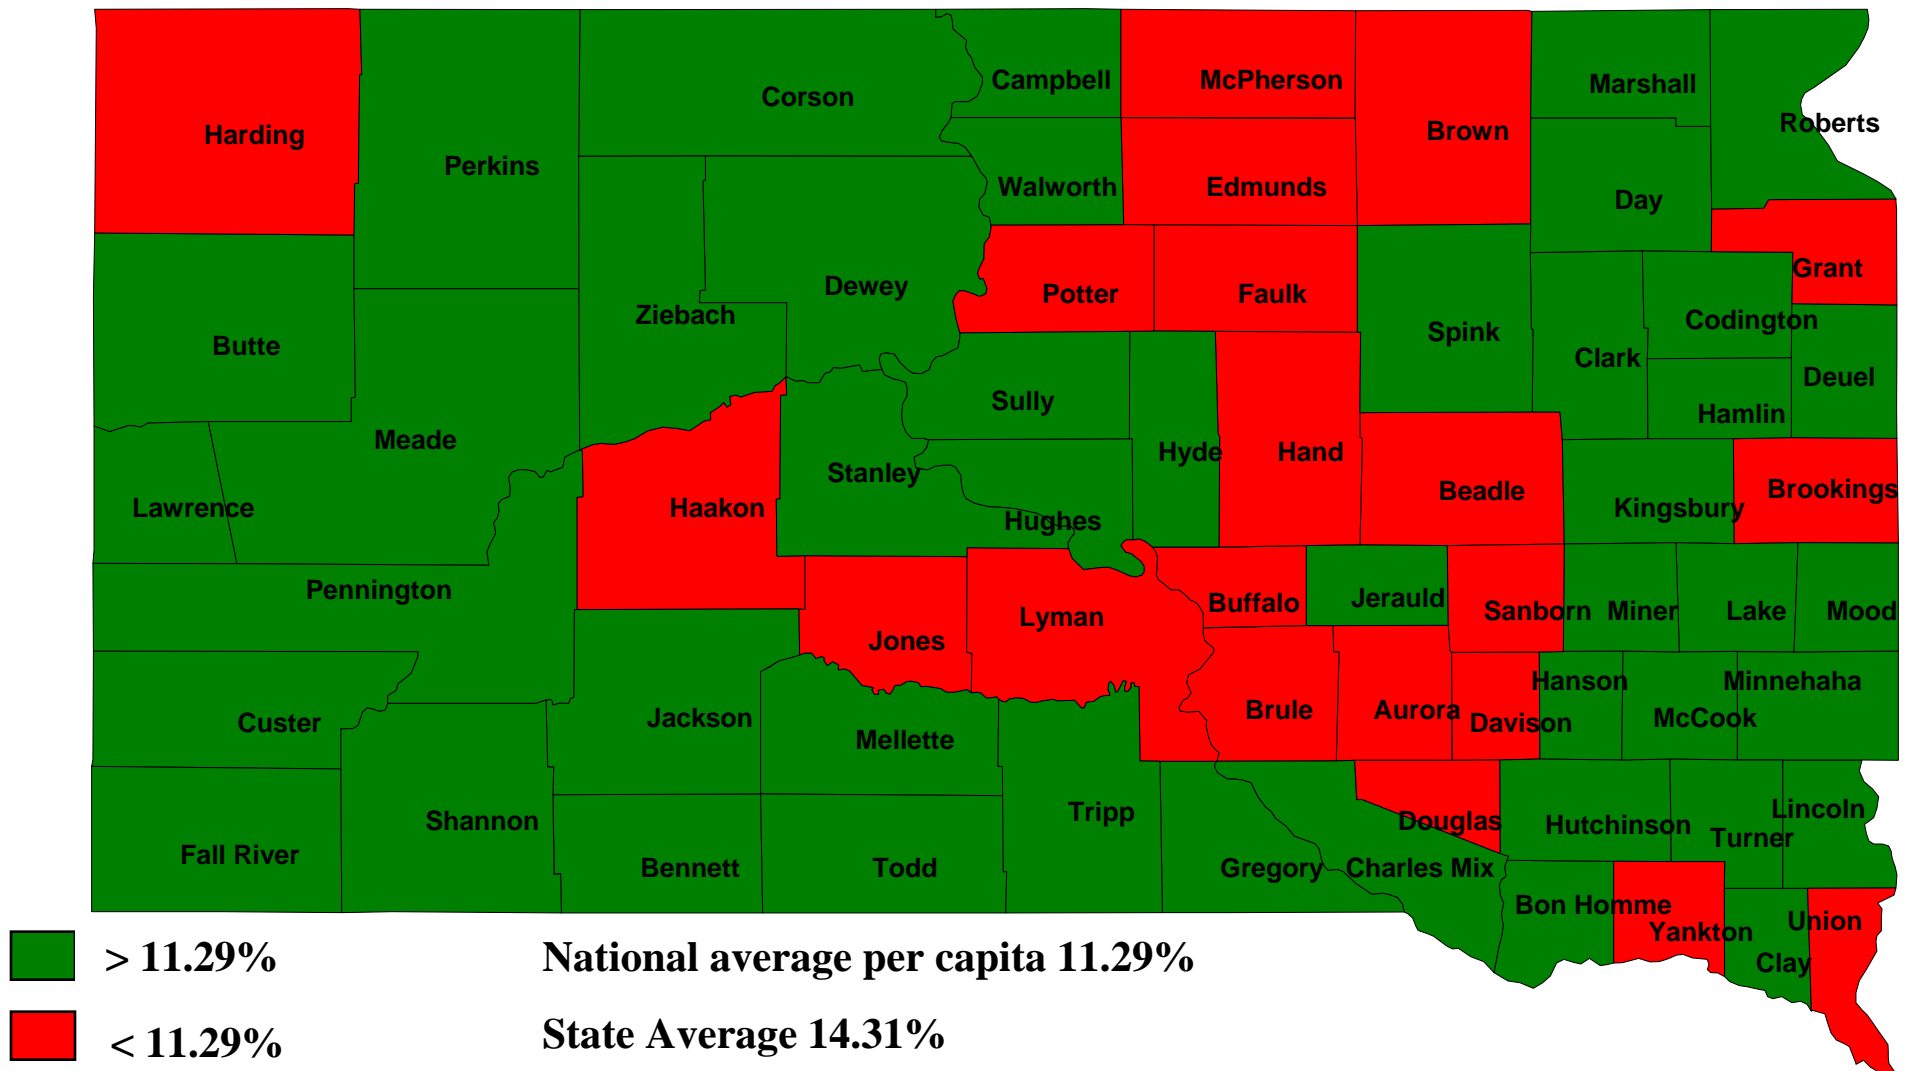 Campbell
McPherson
Marshall
Corson
Roberts
Harding
Brown
Perkins
Walworth
Edmunds
Day
Grant
Dewey
Potter
Faulk
Ziebach
Codington
Spink
Butte
Clark
Deuel
Sully
Hamlin
Meade
Hyde
Hand
Stanley
Beadle
Brookings
Lawrence
Haakon
Kingsbury
Hughes
Pennington
Jerauld
Buffalo
Lyman
Sanborn
Miner
Lake
Mood
Jones
Hanson
Minnehaha
Brule
Aurora
Jackson
McCook
Custer
Davison
Mellette
Lincoln
Tripp
Shannon
Douglas
Hutchinson
Turner
Fall River
Bennett
Todd
Gregory
Charles Mix
Bon Homme
Union
Yankton
Clay
> 11.29%
National average per capita 11.29%
< 11.29%
State Average 14.31%